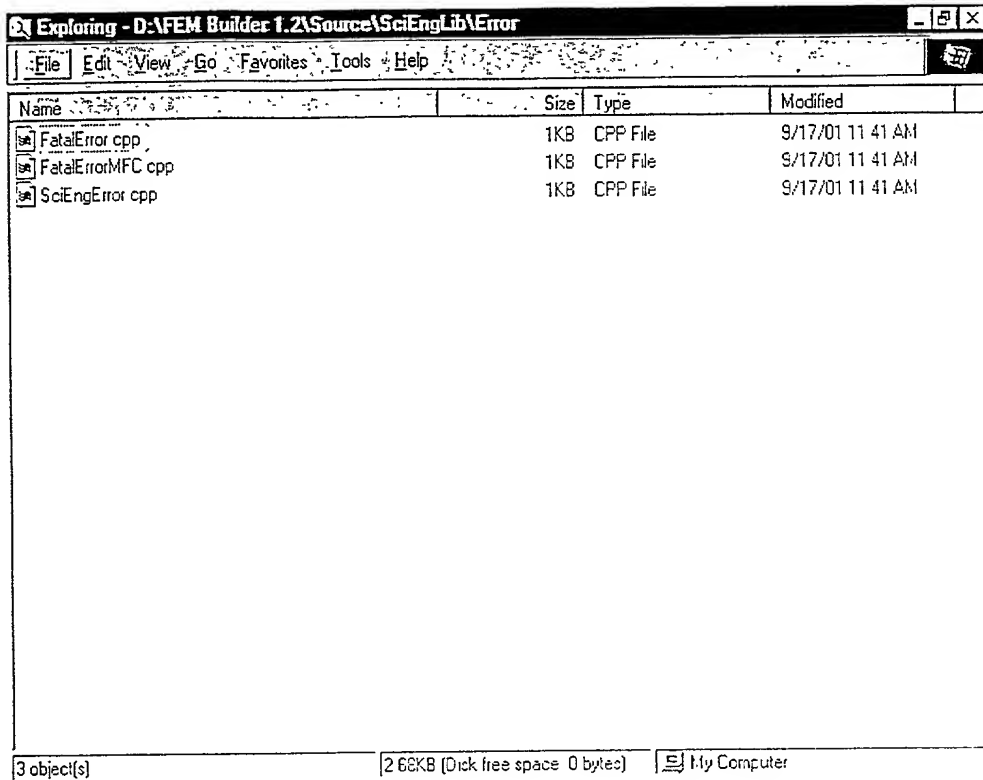 Exploring - D:\FEM Builder 1.2\Source\SciEngLib\Error
File Edit View Go Favorites Tools Help
Name Size Type Modified
FatalError cpp 1KB CPP File 9/17/01 11 41 AM
FatalErrorMFC cpp 1KB CPP File 9/17/01 11 41 AM
SciEngError cpp 1KB CPP File 9/17/01 11 41 AM
3 object(s) 2 68KB (Disk free space 0 bytes) My Computer